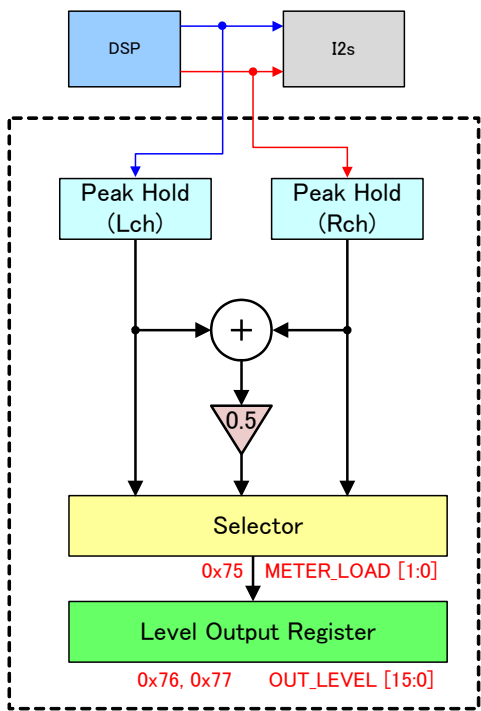 DSP
I2s
Peak Hold
(Lch)
Peak Hold
(Rch)
+
0.5
Selector
0x75 METER_LOAD [1:0]
Level Output Register
0x76, 0x77 OUT_LEVEL [15:0]